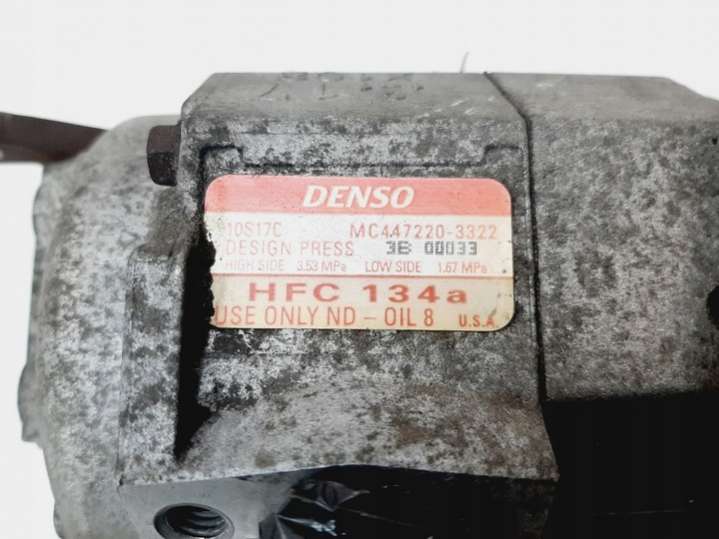 DENSO
10S17C MC447220-3322
DESIGN PRESS 3B 00033
HIGH SIDE 3.53 MPa LOW SIDE 1.67 MPa
HFC 134a
USE ONLY ND-OIL 8 U.S.A